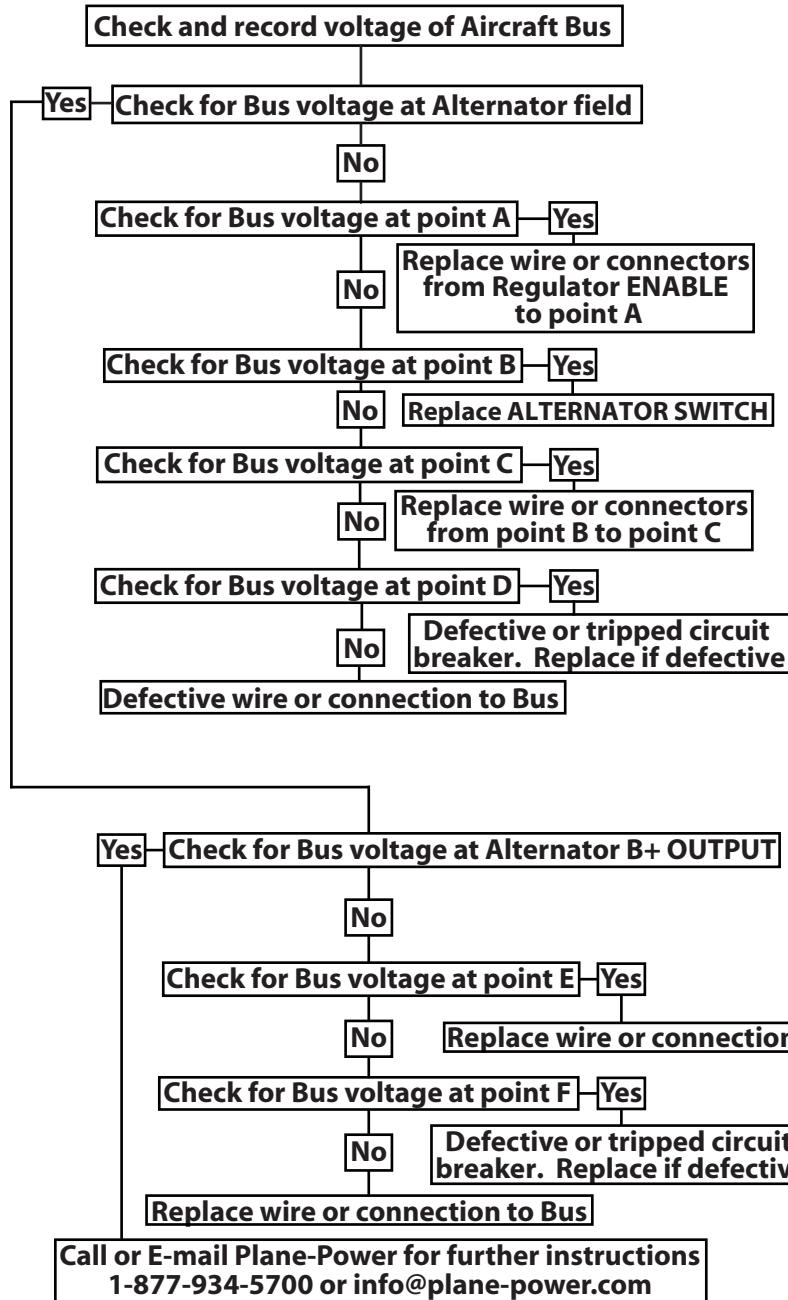 Check and record voltage of Aircraft Bus
Yes
Check for Bus voltage at Alternator field
No
Check for Bus voltage at point A
Yes
Replace wire or connectors
from Regulator ENABLE
to point A
No
Check for Bus voltage at point B
Yes
Replace ALTERNATOR SWITCH
No
Check for Bus voltage at point C
Yes
Replace wire or connectors
from point B to point C
No
Check for Bus voltage at point D
Yes
Defective or tripped circuit
breaker. Replace if defective
No
Defective wire or connection to Bus
Yes
Check for Bus voltage at Alternator B+ OUTPUT
No
Check for Bus voltage at point E
Yes
Replace wire or connection
No
Check for Bus voltage at point F
Yes
Defective or tripped circuit
breaker. Replace if defectiv
No
Replace wire or connection to Bus
Call or E-mail Plane-Power for further instructions
1-877-934-5700 or info@plane-power.com